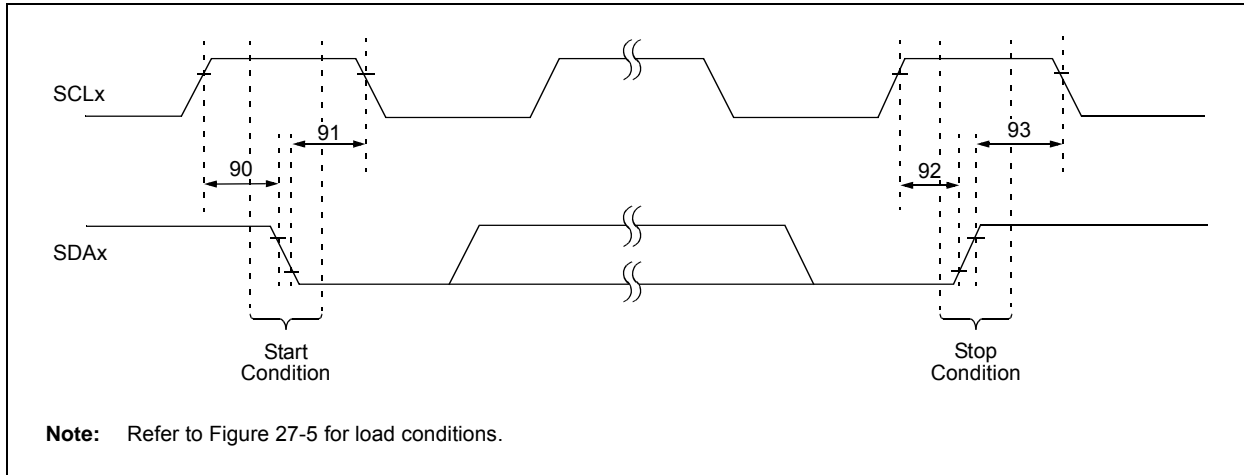 SCLx
91
93
90
92
SDAx
Start
Condition
Stop
Condition
Note: Refer to Figure 27-5 for load conditions.